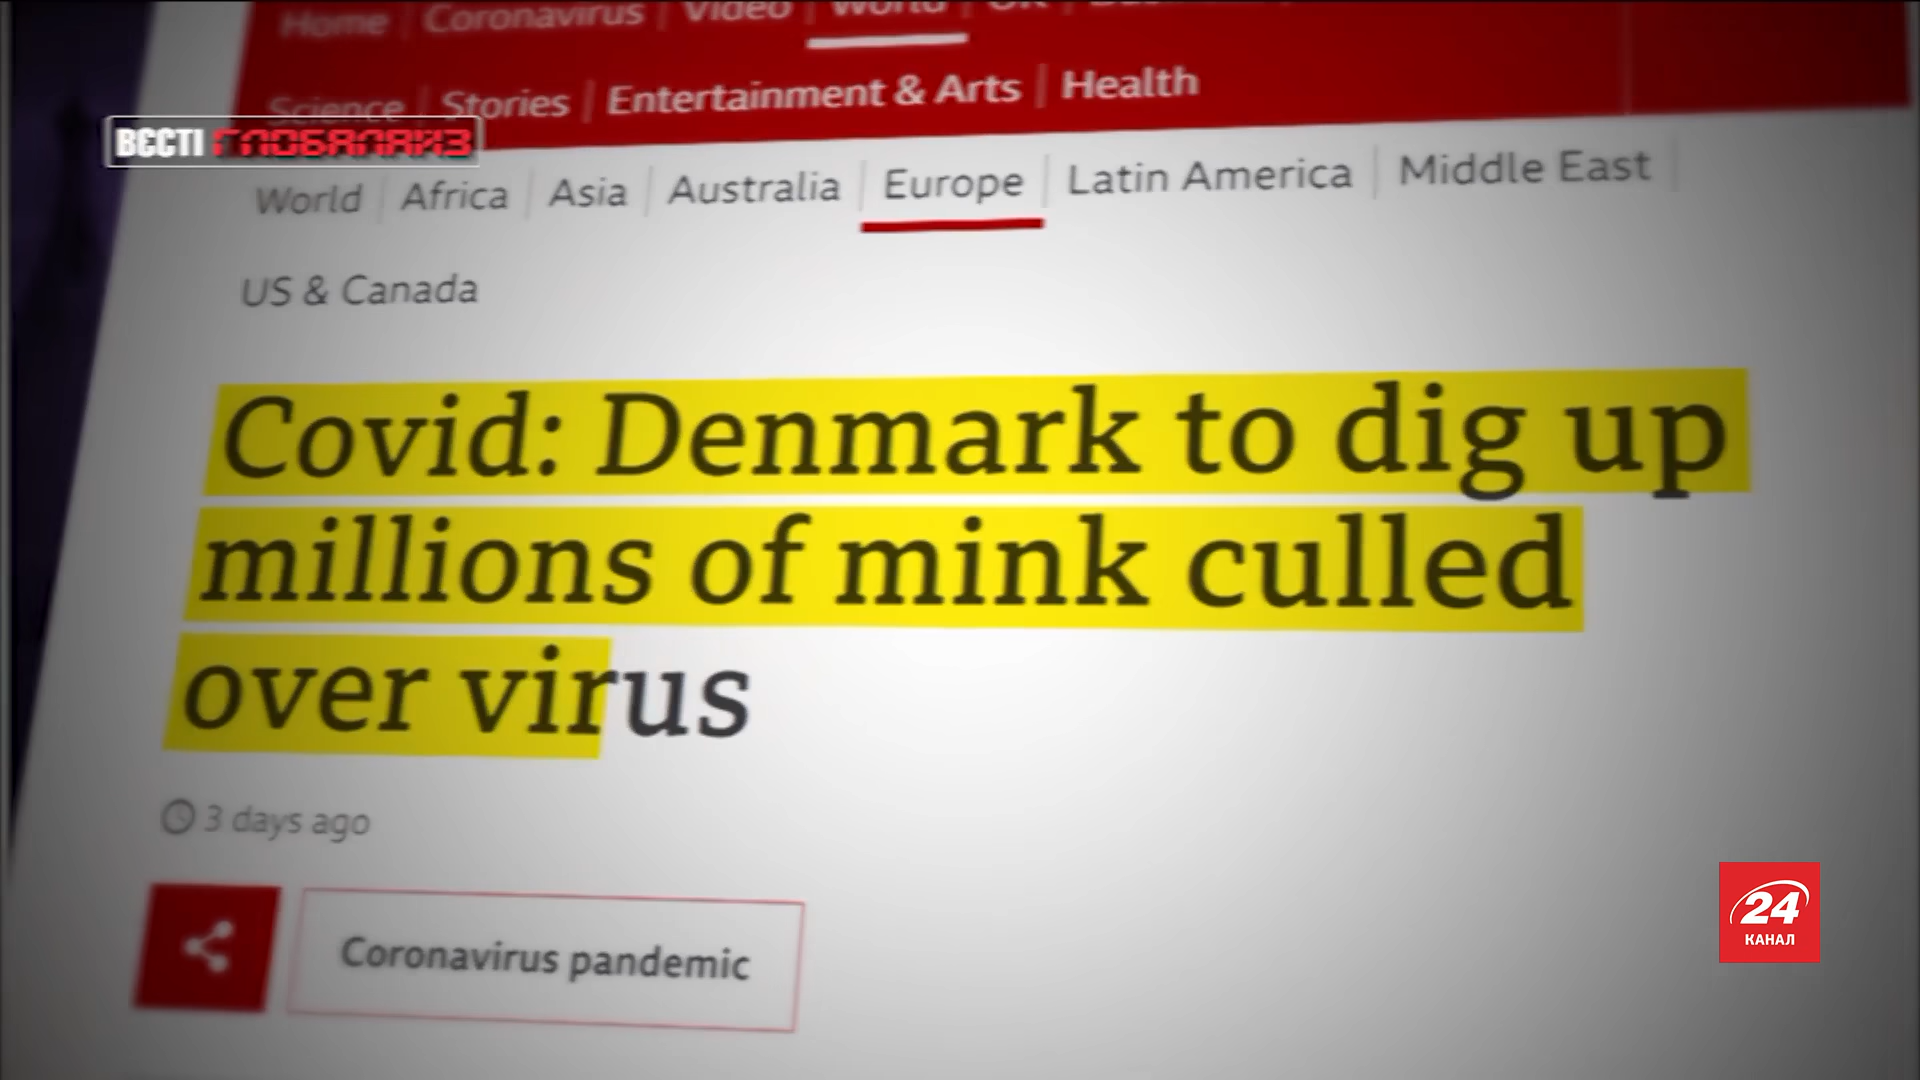 Home Coronavirus Video World UK
Science Stories Entertainment & Arts Health
ВЄСТІ ГЛОБАЛАЙЗ
World Africa Asia Australia Europe Latin America Middle East
US & Canada
Covid: Denmark to dig up
millions of mink culled
over virus
3 days ago
Coronavirus pandemic
24
КАНАЛ